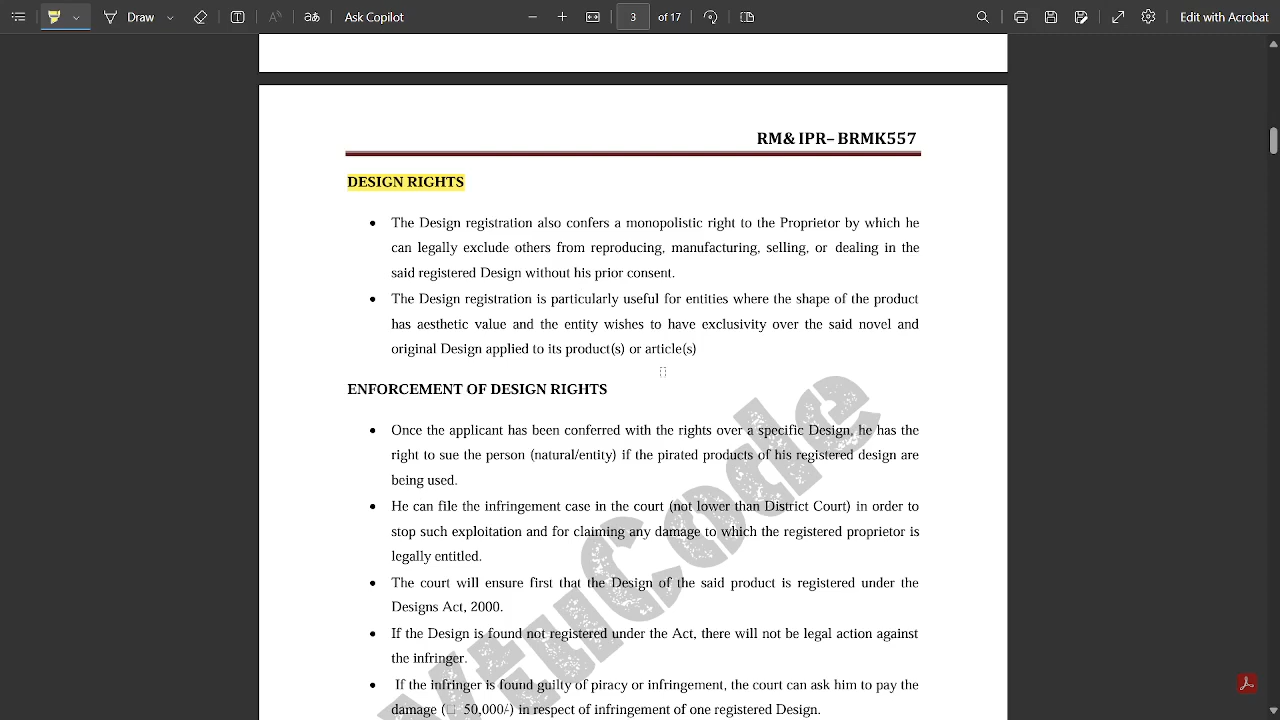 Draw
Ask Copilot
3
of 17
Edit with Acrobat
RM& IPR– BRMK557
DESIGN RIGHTS
• The Design registration also confers a monopolistic right to the Proprietor by which he
can legally exclude others from reproducing, manufacturing, selling, or dealing in the
said registered Design without his prior consent.
• The Design registration is particularly useful for entities where the shape of the product
has aesthetic value and the entity wishes to have exclusivity over the said novel and
original Design applied to its product(s) or article(s)
ENFORCEMENT OF DESIGN RIGHTS
• Once the applicant has been conferred with the rights over a specific Design, he has the
right to sue the person (natural/entity) if the pirated products of his registered design are
being used.
• He can file the infringement case in the court (not lower than District Court) in order to
stop such exploitation and for claiming any damage to which the registered proprietor is
legally entitled.
• The court will ensure first that the Design of the said product is registered under the
Designs Act, 2000.
• If the Design is found not registered under the Act, there will not be legal action against
the infringer.
• If the infringer is found guilty of piracy or infringement, the court can ask him to pay the
damage (□ 50,000/-) in respect of infringement of one registered Design.
VtuCode